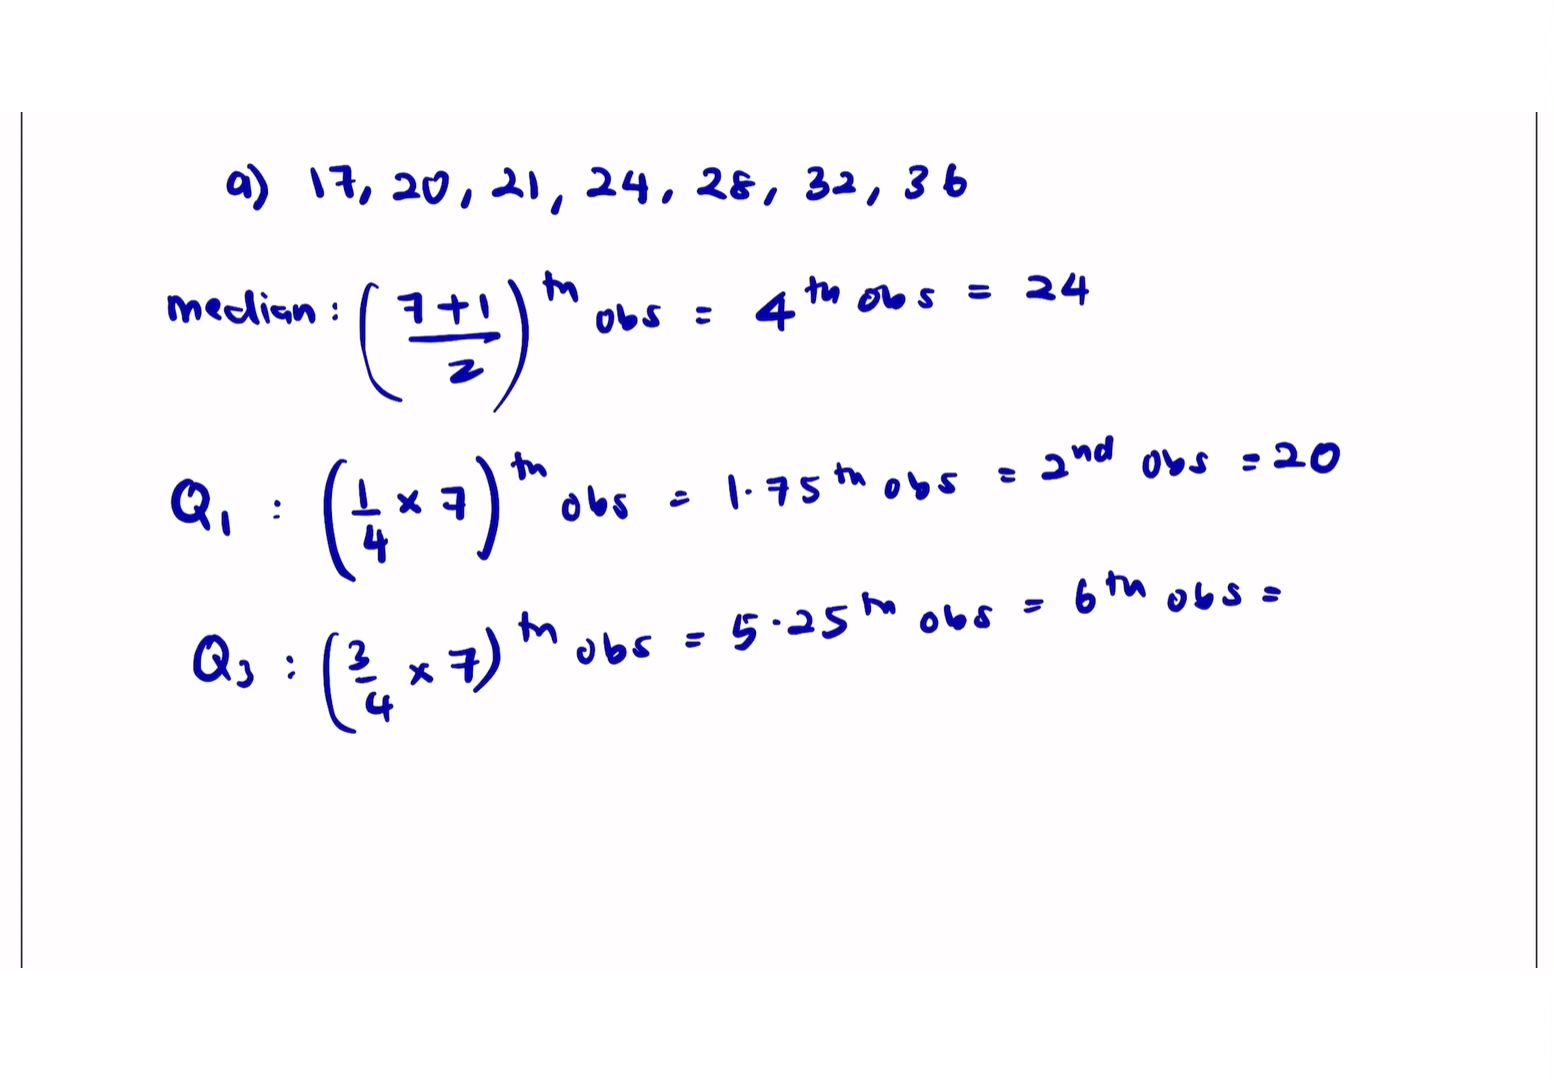 a) 17, 20, 21, 24, 28, 32, 36
median : (7+1/2)th obs = 4th obs = 24
Q1 : (1/4 × 7)th obs = 1.75th obs = 2nd obs = 20
Q3 : (3/4 × 7)th obs = 5.25th obs = 6th obs =